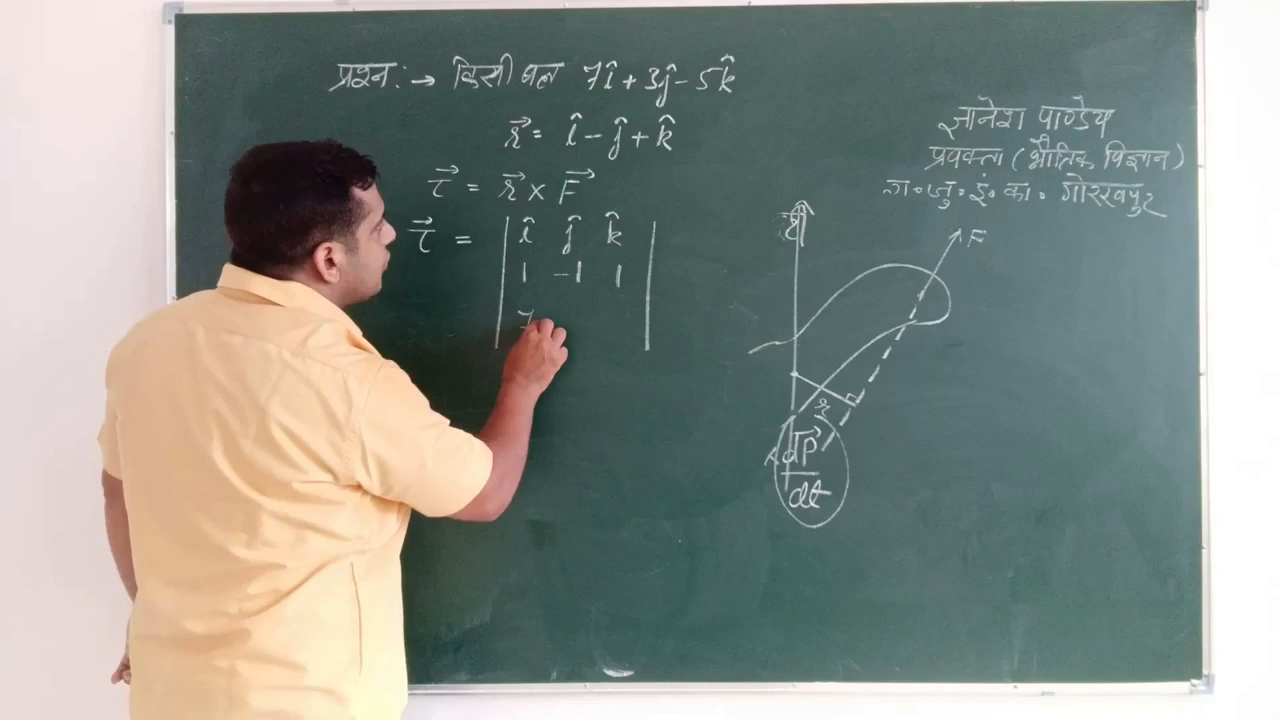 प्रश्न:→ किसी बल 7î + 3ĵ - 5k̂
r⃗ = î - ĵ + k̂
τ⃗ = r⃗ x F⃗
τ⃗ = | î ĵ k̂ |
1 -1 1
7
ज्ञानेश पाण्डेय
प्रवक्ता (भौतिक विज्ञान)
ल॰जु॰इं॰का॰ गोरखपुर
F
r
dP⃗
dt